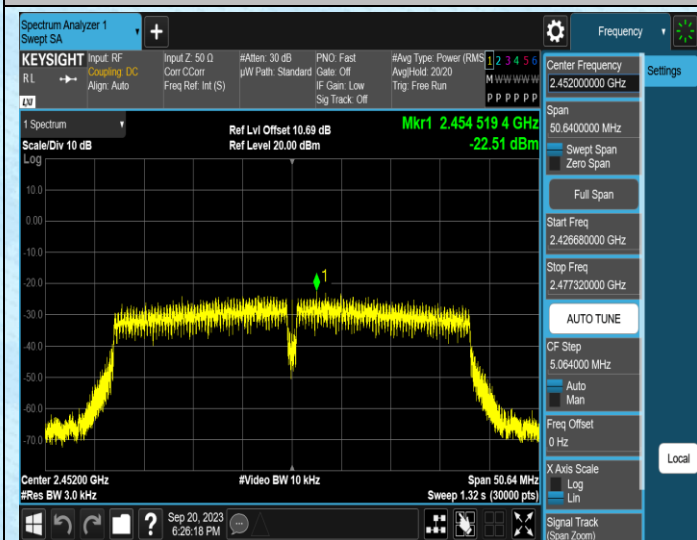 Spectrum Analyzer 1
Swept SA
Frequency
KEYSIGHT
RL
LXI
Input: RF
Coupling: DC
Align: Auto
Input Z: 50 Ω
Corr CCorr
Freq Ref: Int (S)
#Atten: 30 dB
µW Path: Standard
PNO: Fast
Gate: Off
IF Gain: Low
Sig Track: Off
#Avg Type: Power (RMS
Avg|Hold: 20/20
Trig: Free Run
1 2 3 4 5 6
M W W W W W
P P P P P P
1 Spectrum
Scale/Div 10 dB
Ref Lvl Offset 10.69 dB
Ref Level 20.00 dBm
Mkr1 2.454 519 4 GHz
-22.51 dBm
Log
10.0
0.00
-10.0
-20.0
-30.0
-40.0
-50.0
-60.0
-70.0
1
Center 2.45200 GHz
#Res BW 3.0 kHz
#Video BW 10 kHz
Span 50.64 MHz
Sweep 1.32 s (30000 pts)
Sep 20, 2023
6:26:18 PM
Center Frequency
2.452000000 GHz
Settings
Span
50.6400000 MHz
Swept Span
Zero Span
Full Span
Start Freq
2.426680000 GHz
Stop Freq
2.477320000 GHz
AUTO TUNE
CF Step
5.064000 MHz
Auto
Man
Freq Offset
0 Hz
Local
X Axis Scale
Log
Lin
Signal Track
(Span Zoom)